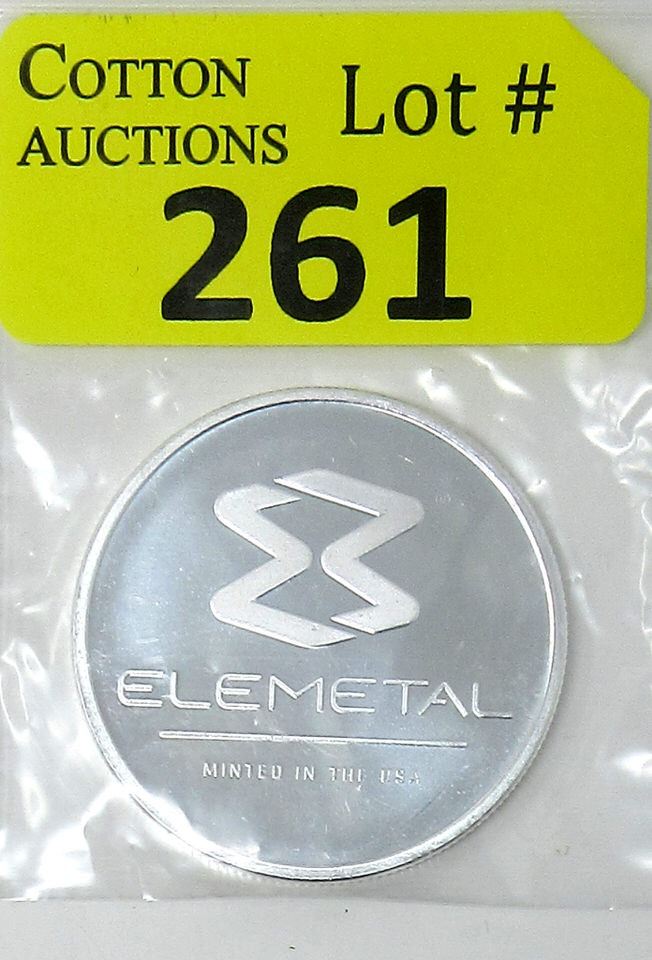 COTTON
AUCTIONS
Lot #
261
ELEMETAL
MINTED IN THE USA